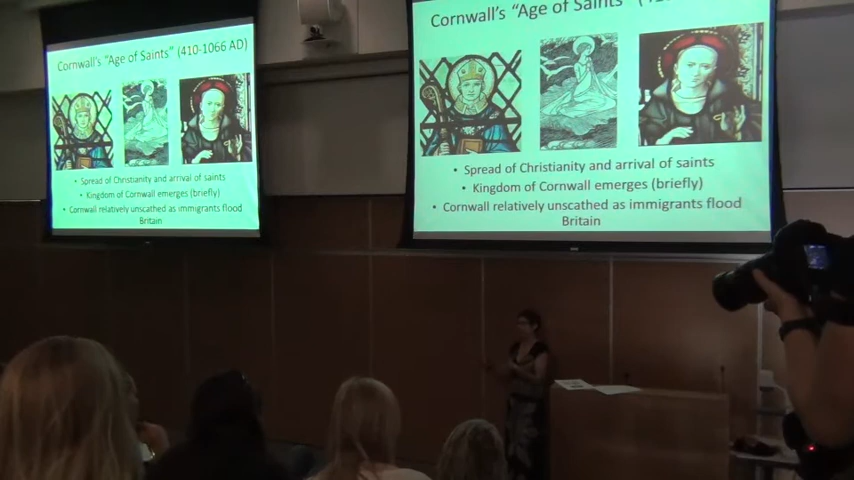 Cornwall's "Age of Saints" (410-1066 AD)
• Spread of Christianity and arrival of saints
• Kingdom of Cornwall emerges (briefly)
• Cornwall relatively unscathed as immigrants flood
Britain
Cornwall's "Age of Saints"
• Spread of Christianity and arrival of saints
• Kingdom of Cornwall emerges (briefly)
• Cornwall relatively unscathed as immigrants flood
Britain